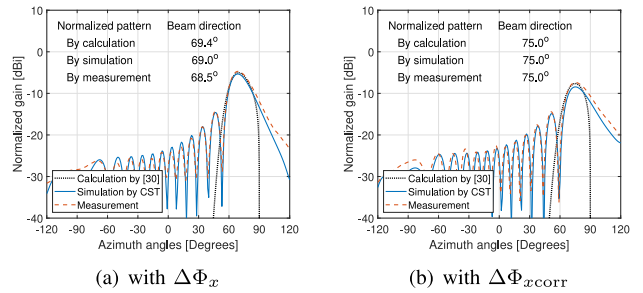 20
10
0
-10
-20
-30
-40
Normalized gain [dBi]
Normalized pattern Beam direction
By calculation 69.4°
By simulation 69.0°
By measurement 68.5°
Calculation by [30]
Simulation by CST
Measurement
-120 -90 -60 -30 0 30 60 90 120
Azimuth angles [Degrees]
(a) with ΔΦx
20
10
0
-10
-20
-30
-40
Normalized gain [dBi]
Normalized pattern Beam direction
By calculation 75.0°
By simulation 75.0°
By measurement 75.0°
Calculation by [30]
Simulation by CST
Measurement
-120 -90 -60 -30 0 30 60 90 120
Azimuth angles [Degrees]
(b) with ΔΦxcorr